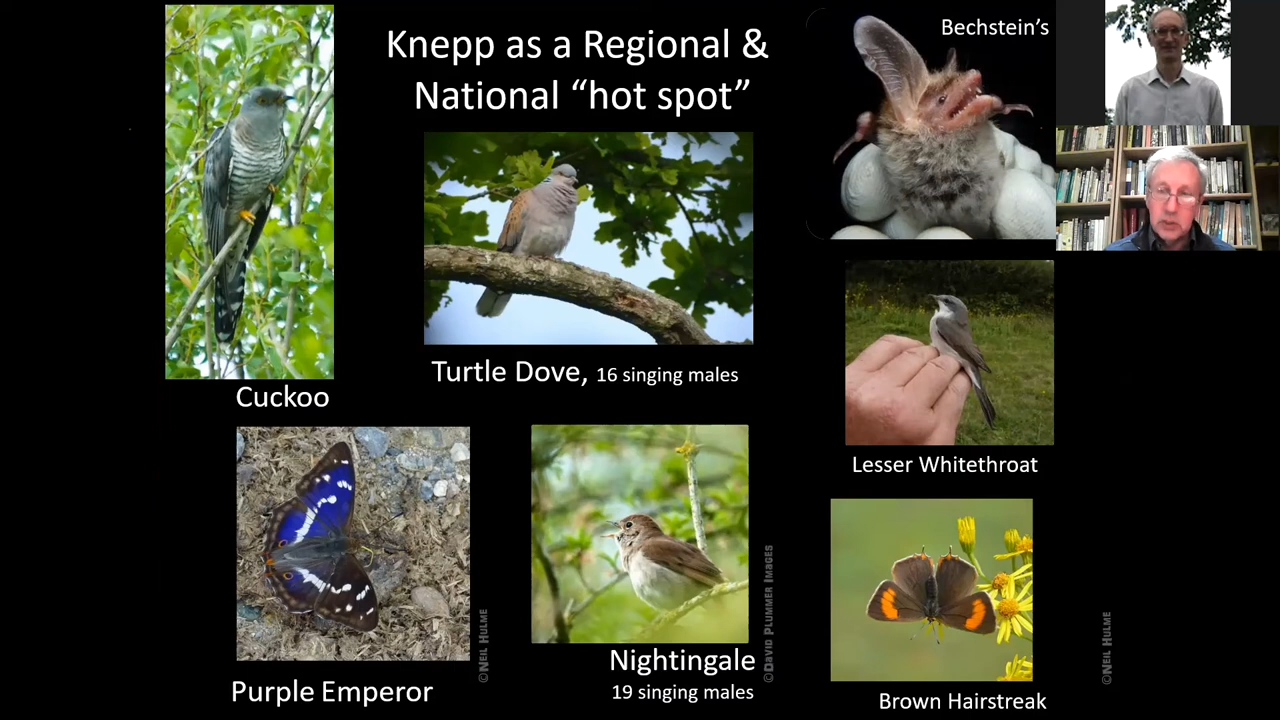 Knepp as a Regional &
National “hot spot”
Bechstein's
Cuckoo
Turtle Dove, 16 singing males
Lesser Whitethroat
Purple Emperor
©NEIL HULME
Nightingale
19 singing males
©DAVID PLUMMER IMAGES
Brown Hairstreak
©NEIL HULME